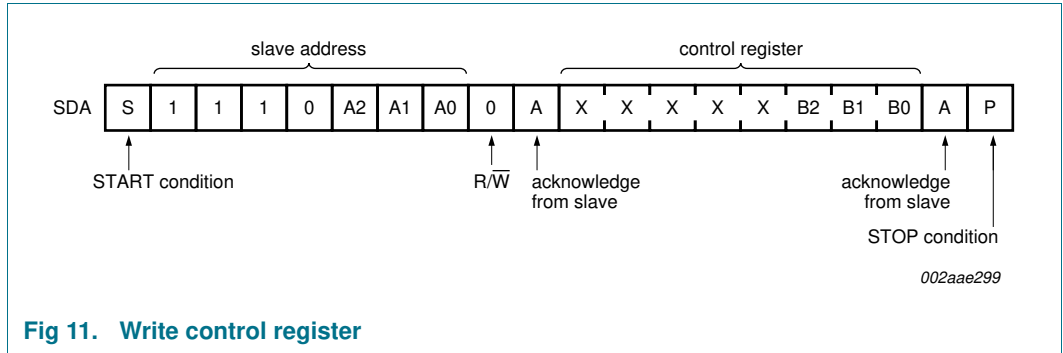 slave address control register
SDA S 1 1 1 0 A2 A1 A0 0 A X X X X X B2 B1 B0 A P
START condition R/W̅ acknowledge from slave acknowledge from slave
STOP condition
002aae299
Fig 11. Write control register